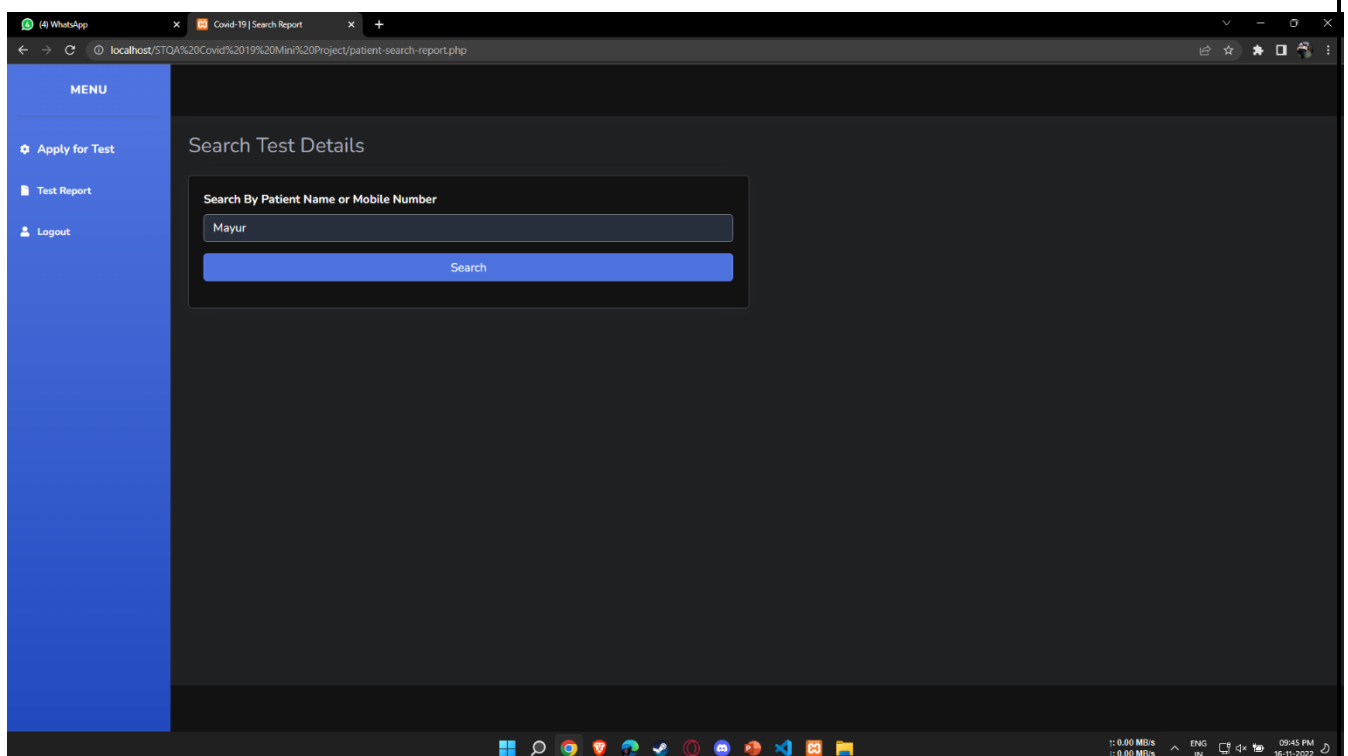 (4) WhatsApp
Covid-19 | Search Report
localhost/STQA%20Covid%2019%20Mini%20Project/patient-search-report.php
MENU
Apply for Test
Test Report
Logout
Search Test Details
Search By Patient Name or Mobile Number
Mayur
Search
↑: 0.00 MB/s
↓: 0.00 MB/s
ENG
IN
09:45 PM
16-11-2022